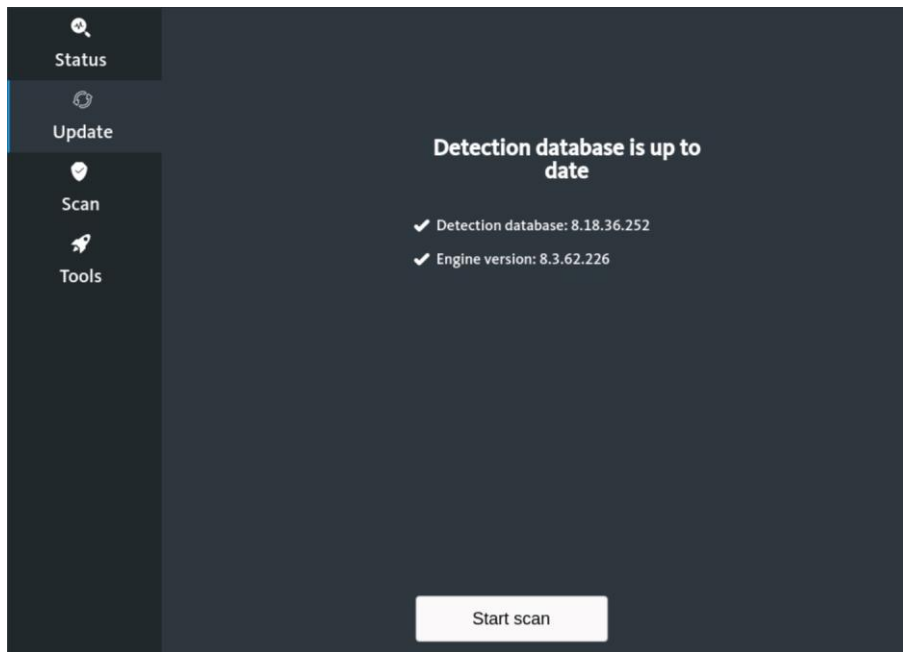 Status
Update
Scan
Tools
Detection database is up to
date
Detection database: 8.18.36.252
Engine version: 8.3.62.226
Start scan